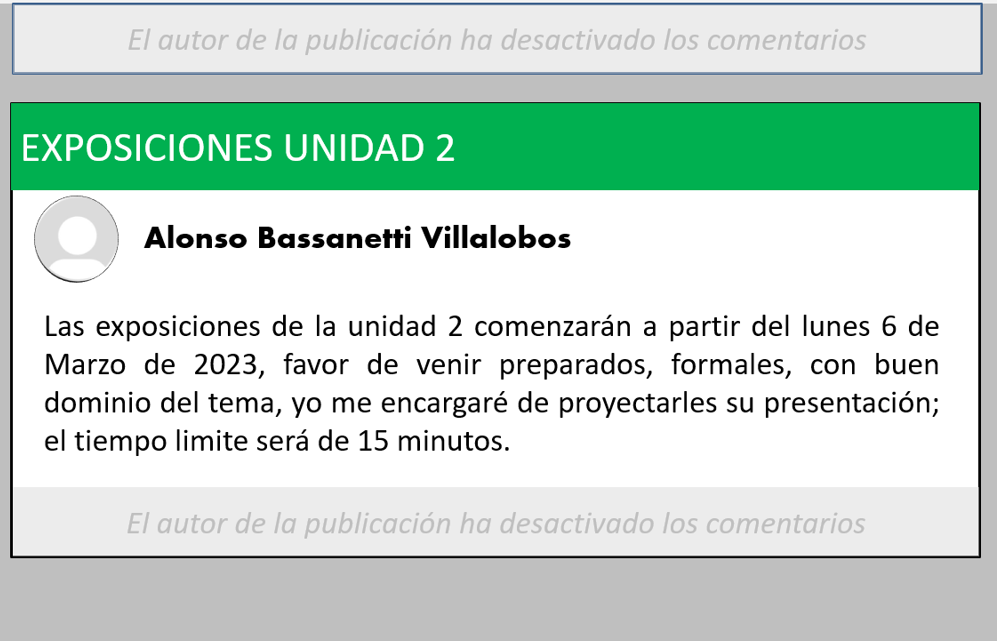 El autor de la publicación ha desactivado los comentarios
EXPOSICIONES UNIDAD 2
Alonso Bassanetti Villalobos
Las exposiciones de la unidad 2 comenzarán a partir del lunes 6 de
Marzo de 2023, favor de venir preparados, formales, con buen
dominio del tema, yo me encargaré de proyectarles su presentación;
el tiempo limite será de 15 minutos.
El autor de la publicación ha desactivado los comentarios